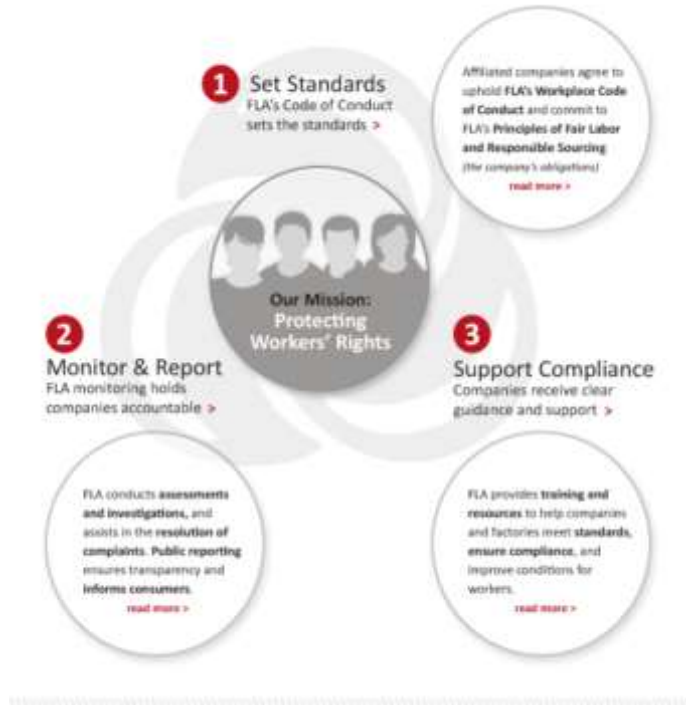 1
Set Standards
FLA's Code of Conduct
sets the standards >
Affiliated companies agree to
uphold FLA's Workplace Code
of Conduct and commit to
FLA's Principles of Fair Labor
and Responsible Sourcing
(the company's obligations)
read more >
Our Mission:
Protecting
Workers' Rights
2
Monitor & Report
FLA monitoring holds
companies accountable >
FLA conducts assessments
and investigations, and
assists in the resolution of
complaints. Public reporting
ensures transparency and
informs consumers.
read more >
3
Support Compliance
Companies receive clear
guidance and support >
FLA provides training and
resources to help companies
and factories meet standards,
ensure compliance, and
improve conditions for
workers.
read more >